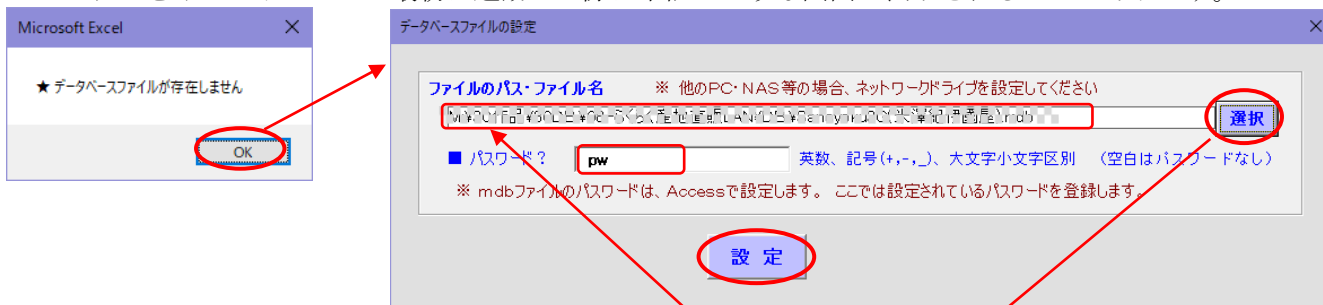 Microsoft Excel
★ データベースファイルが存在しません
OK
データベースファイルの設定
ファイルのパス・ファイル名 ※ 他のPC・NAS等の場合、ネットワークドライブを設定してください
選択
■ パスワード? pw 英数、記号(+,-,_)、大文字小文字区別 (空白はパスワードなし)
※ mdbファイルのパスワードは、Accessで設定します。 ここでは設定されているパスワードを登録します。
設 定